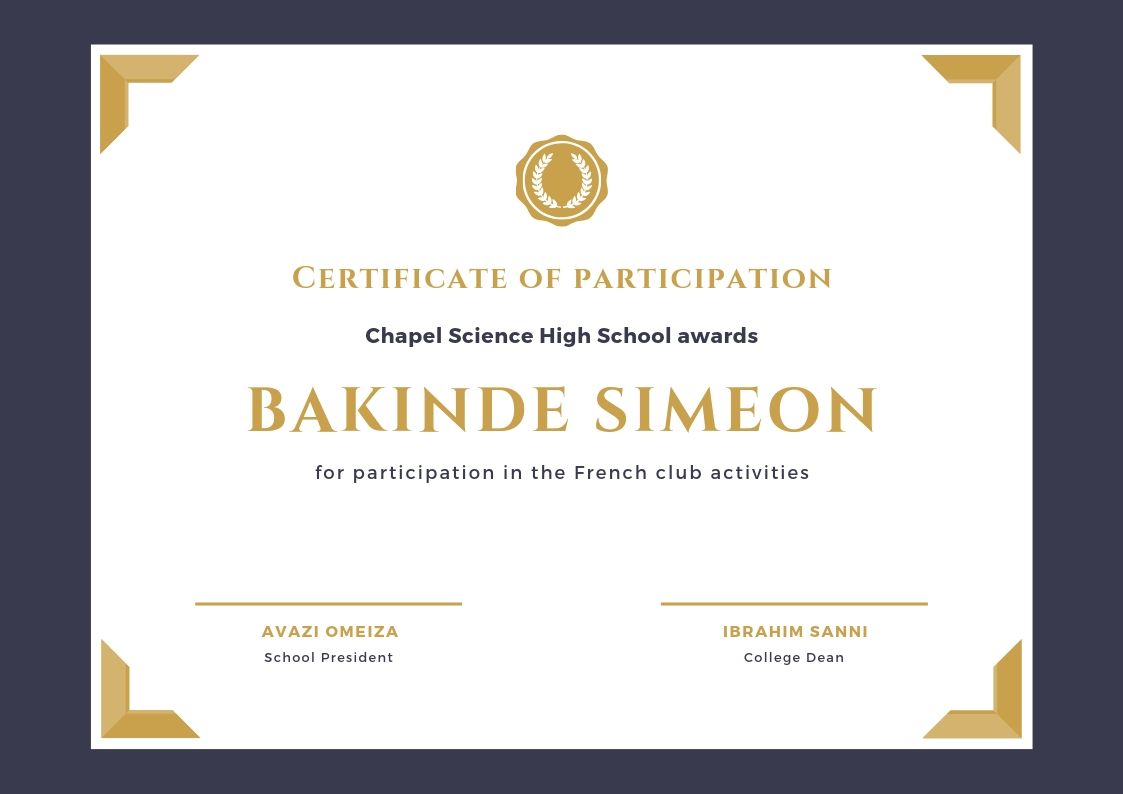 Certificate of participation
Chapel Science High School awards
BAKINDE SIMEON
for participation in the French club activities
AVAZI OMEIZA
School President
IBRAHIM SANNI
College Dean